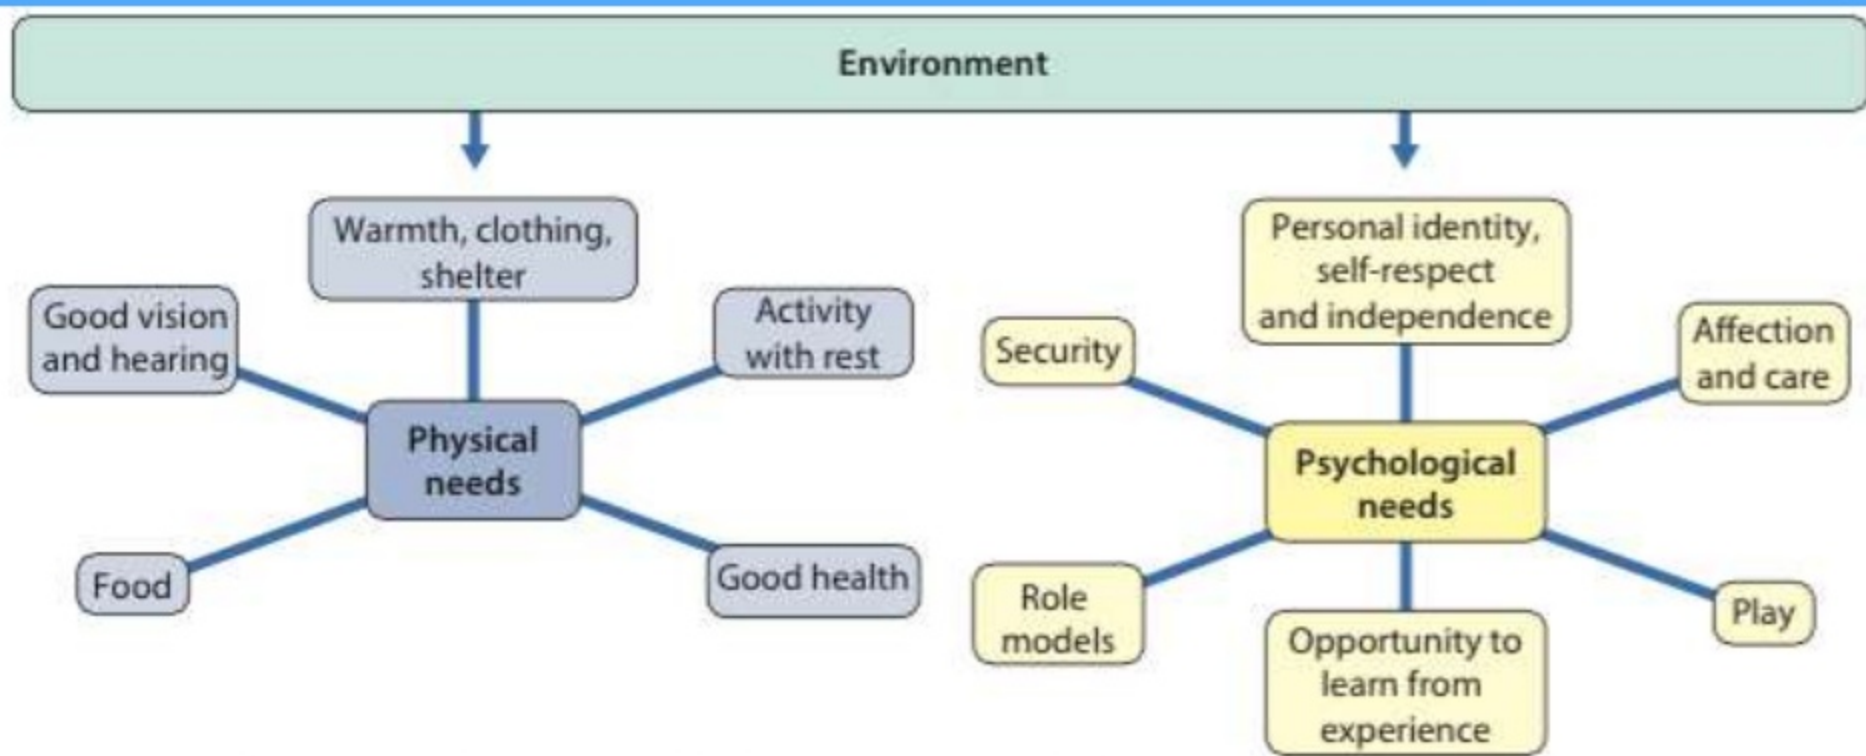 Environment
Warmth, clothing,
shelter
Good vision
and hearing
Activity
with rest
Physical
needs
Food
Good health
Personal identity,
self-respect
and independence
Security
Affection
and care
Psychological
needs
Role
models
Opportunity to
learn from
experience
Play